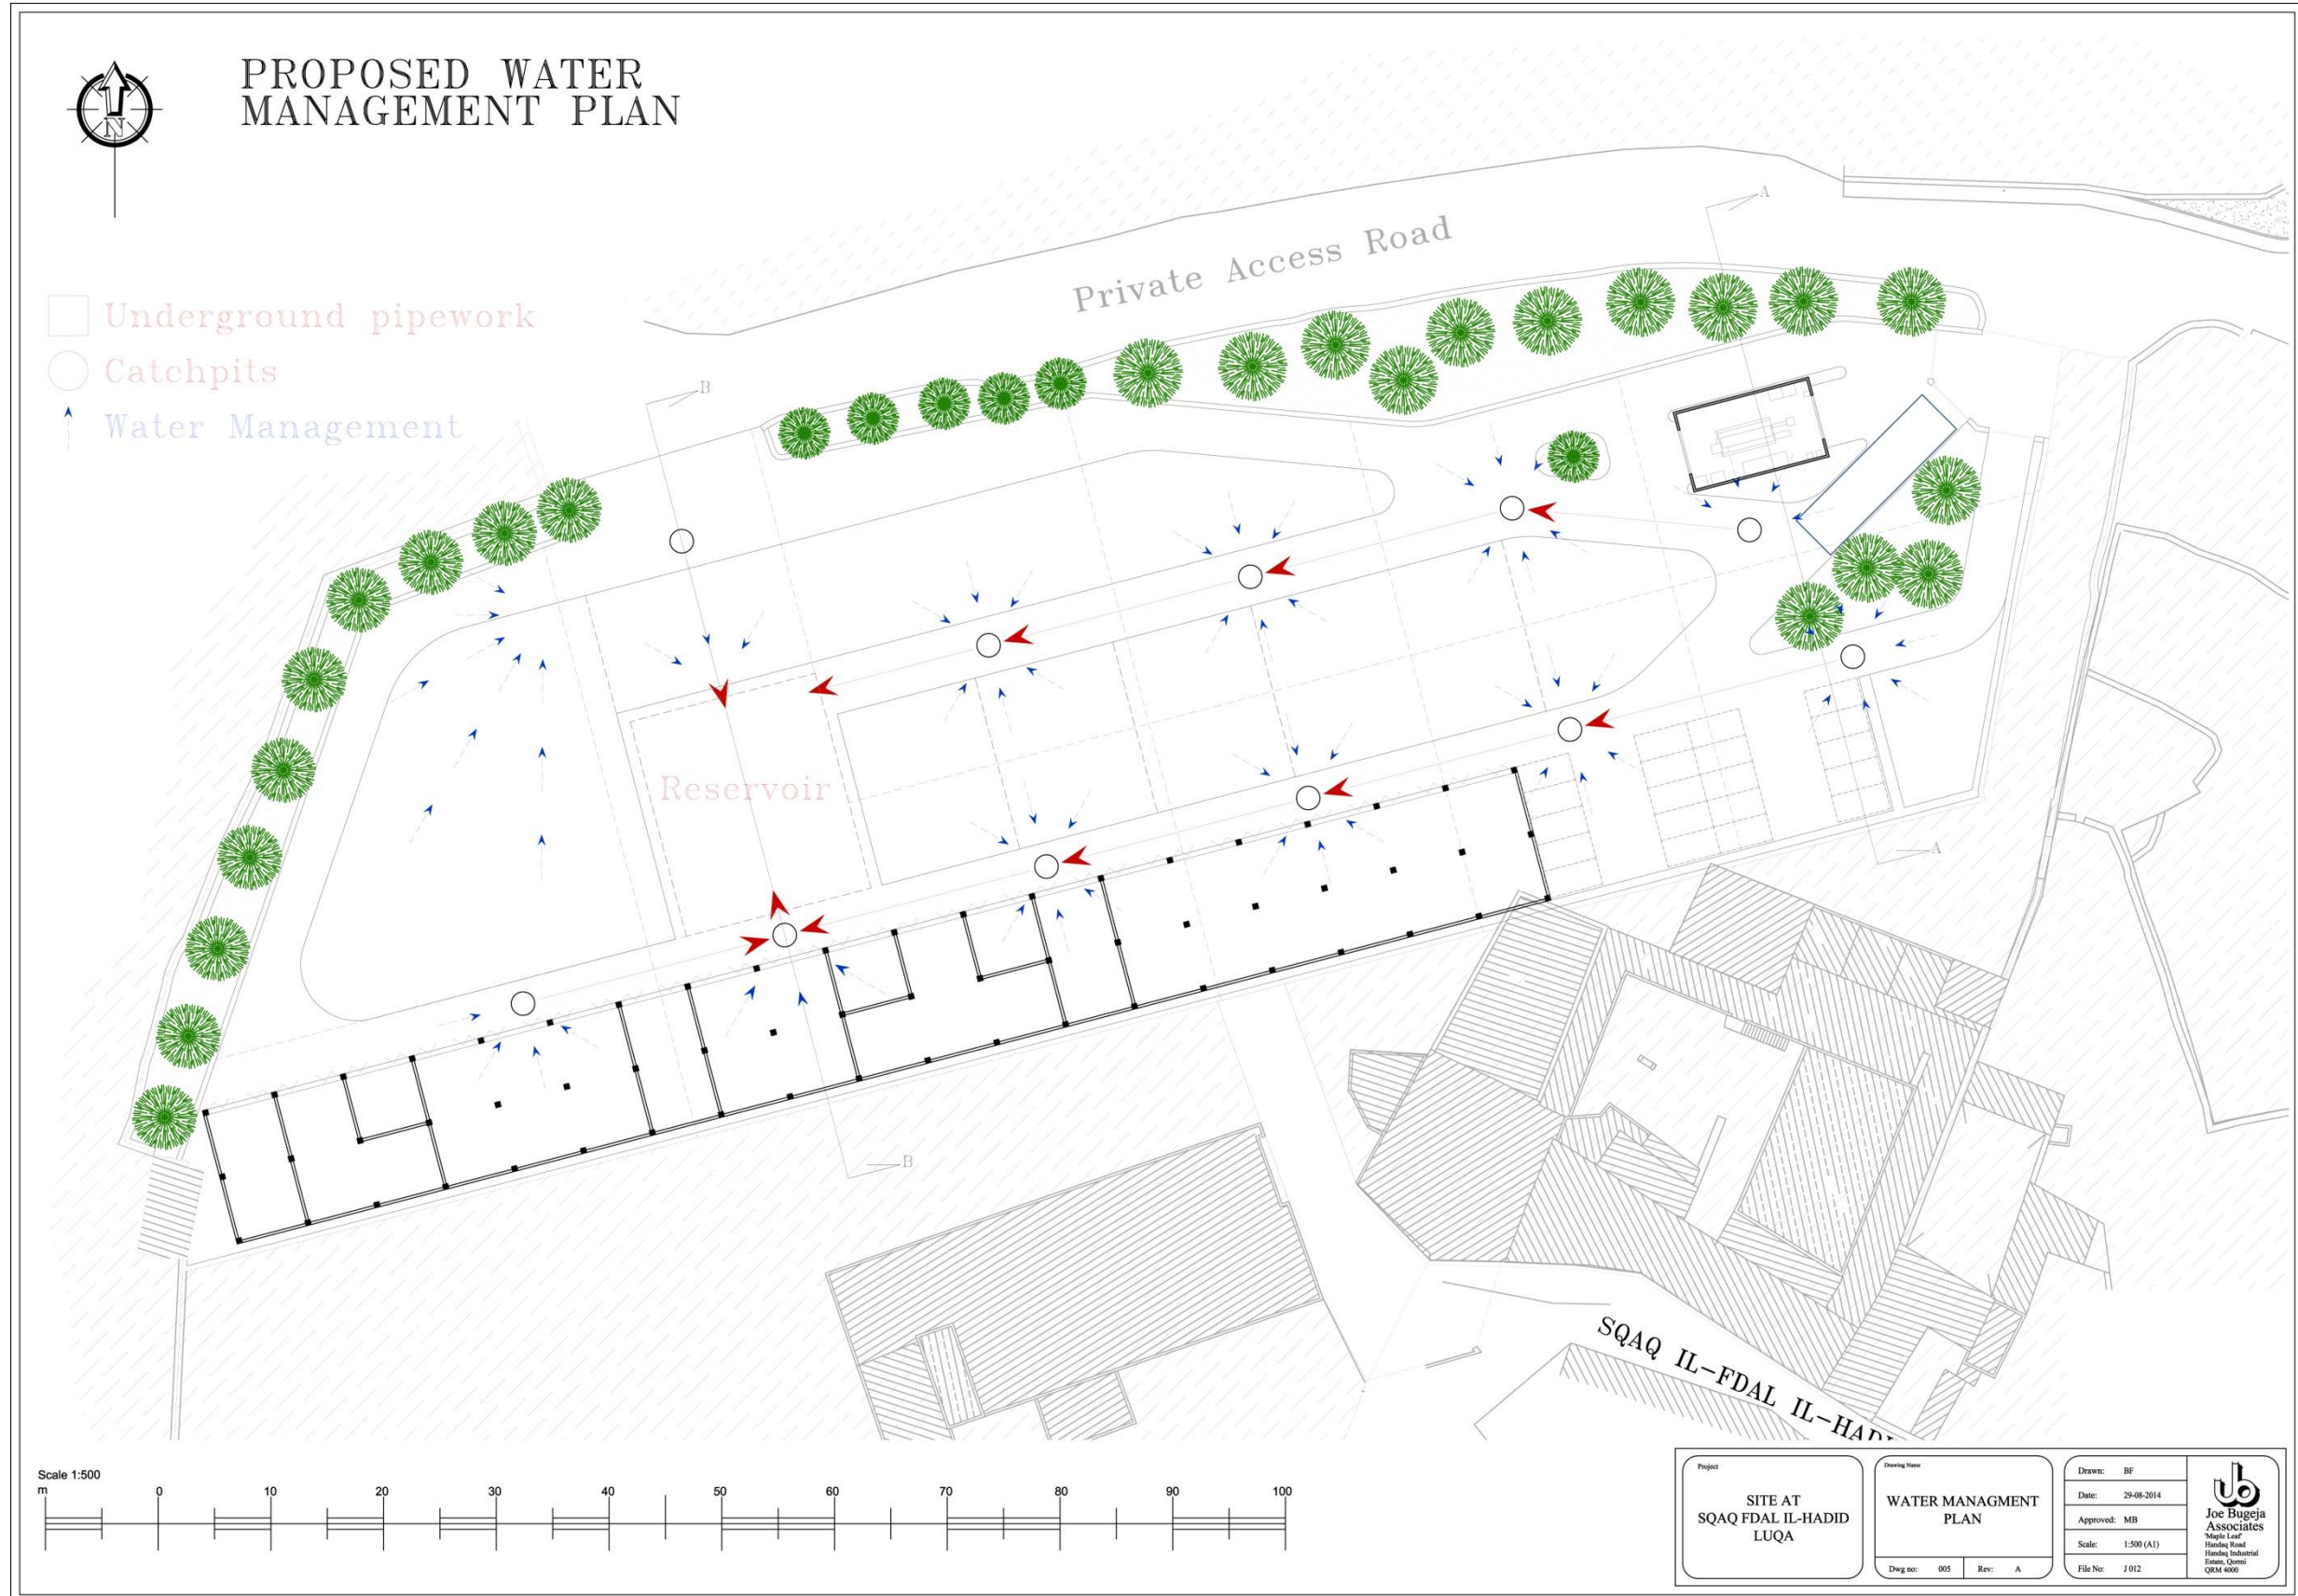 PROPOSED WATER
MANAGEMENT PLAN
N
Underground pipework
Catchpits
Water Management
Private Access Road
A
B
Reservoir
A
B
SQAQ IL-FDAL IL-HADI
Scale 1:500
m
0 10 20 30 40 50 60 70 80 90 100
Project
SITE AT
SQAQ FDAL IL-HADID
LUQA
Drawing Name
WATER MANAGMENT
PLAN
Dwg no: 005 Rev: A
Drawn: BF
Date: 29-08-2014
Approved: MB
Scale: 1:500 (A1)
File No: J 012
Joe Bugeja
Associates
'Maple Leaf'
Handaq Road
Handaq Industrial
Estate, Qormi
QRM 4000